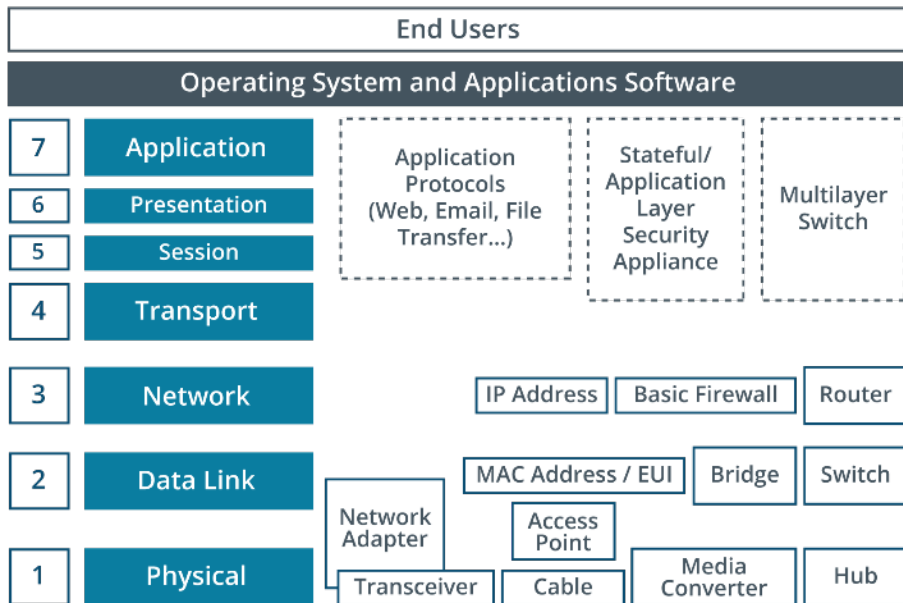 End Users
Operating System and Applications Software
7
Application
6
Presentation
5
Session
4
Transport
Application
Protocols
(Web, Email, File
Transfer...)
Stateful/
Application
Layer
Security
Appliance
Multilayer
Switch
3
Network
IP Address
Basic Firewall
Router
2
Data Link
MAC Address / EUI
Bridge
Switch
Network
Adapter
Access
Point
1
Physical
Transceiver
Cable
Media
Converter
Hub